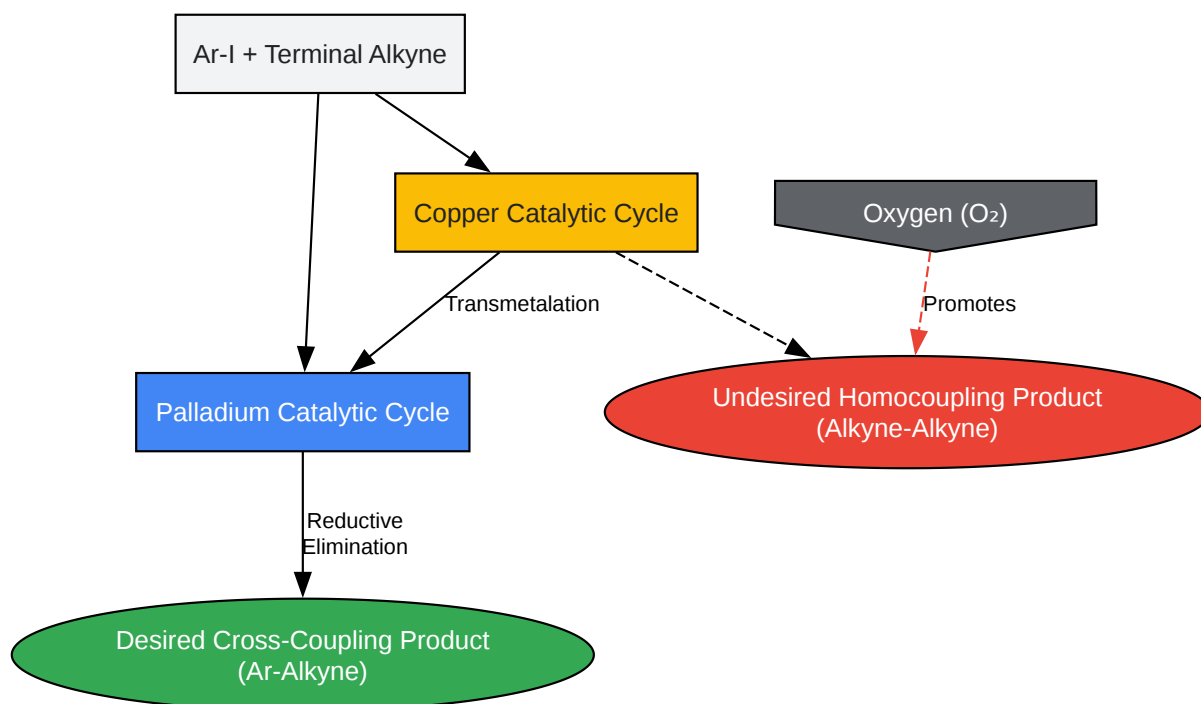 Ar-I + Terminal Alkyne
Copper Catalytic Cycle
Oxygen (O₂)
Transmetalation
Promotes
Palladium Catalytic Cycle
Undesired Homocoupling Product
(Alkyne-Alkyne)
Reductive
Elimination
Desired Cross-Coupling Product
(Ar-Alkyne)